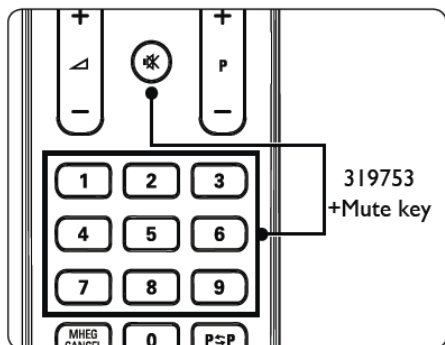 + +
P
− −
1 2 3
319753
+Mute key
4 5 6
7 8 9
MHEG
CANCEL 0 P⇆P